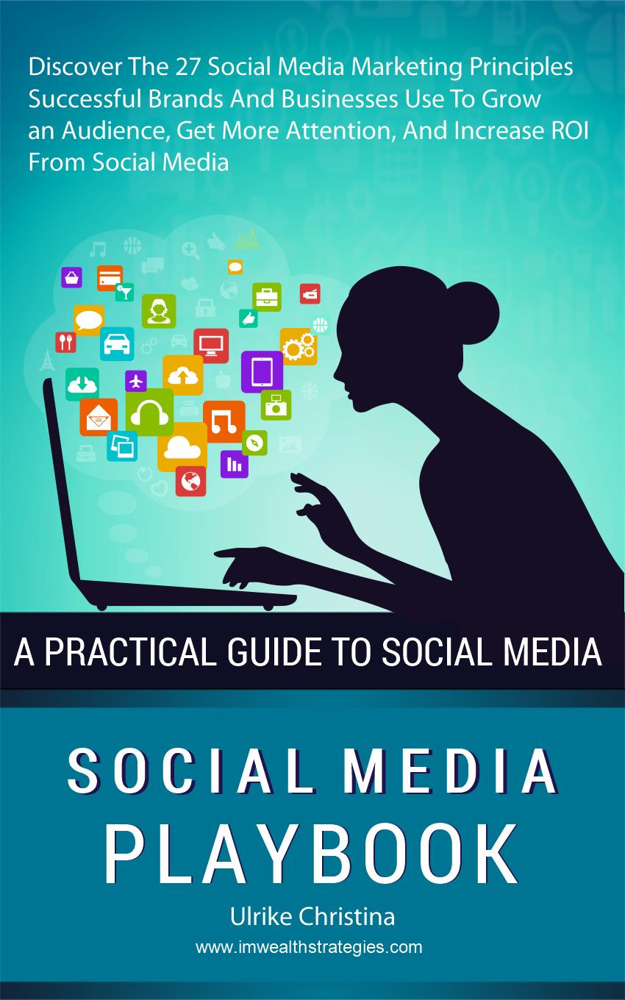 Discover The 27 Social Media Marketing Principles
Successful Brands And Businesses Use To Grow
an Audience, Get More Attention, And Increase ROI
From Social Media
A PRACTICAL GUIDE TO SOCIAL MEDIA
SOCIAL MEDIA
PLAYBOOK
Ulrike Christina
www.imwealthstrategies.com